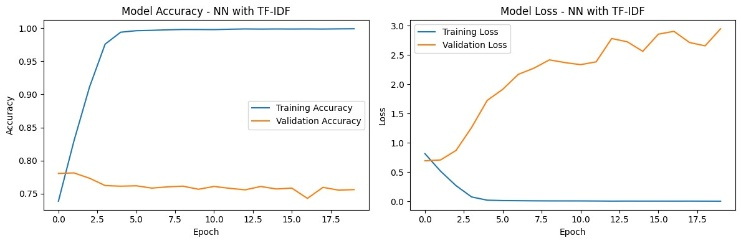 Model Accuracy - NN with TF-IDF
1.00
0.95
0.90
0.85
0.80
0.75
Accuracy
Training Accuracy
Validation Accuracy
0.0 2.5 5.0 7.5 10.0 12.5 15.0 17.5
Epoch
Model Loss - NN with TF-IDF
3.0
2.5
2.0
1.5
1.0
0.5
0.0
Loss
Training Loss
Validation Loss
0.0 2.5 5.0 7.5 10.0 12.5 15.0 17.5
Epoch